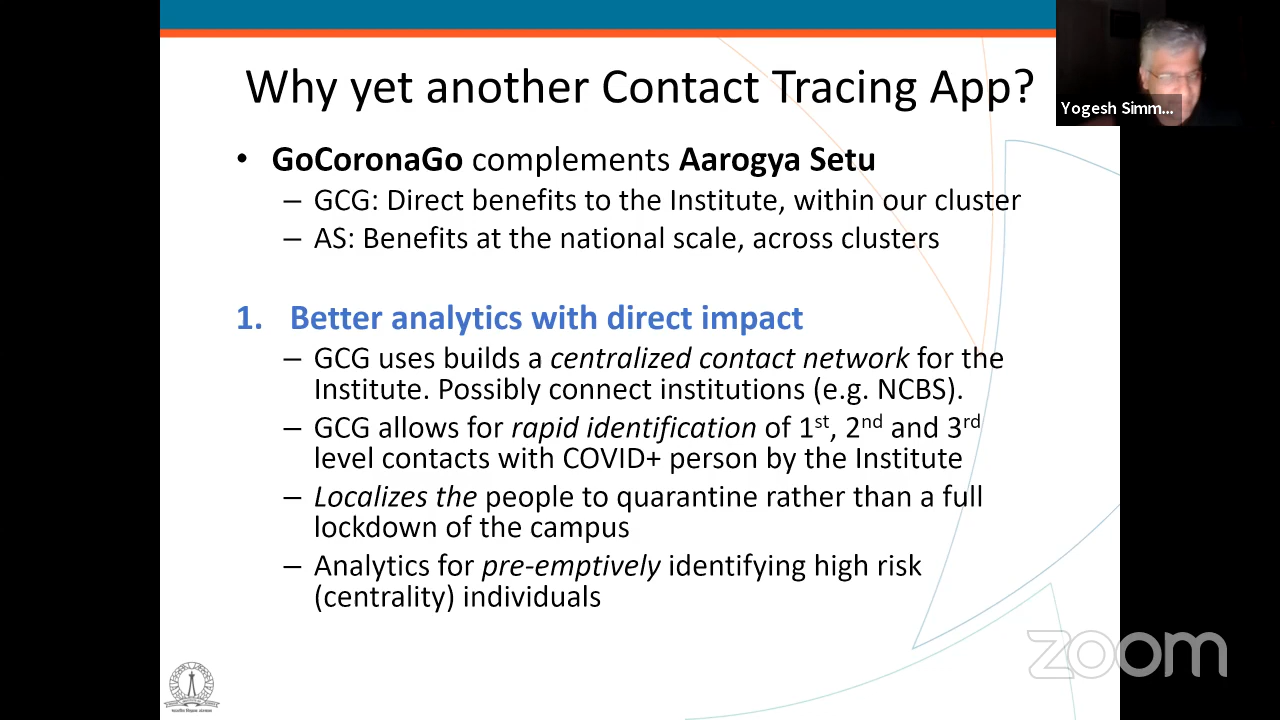 Why yet another Contact Tracing App?
Yogesh Simm...
• GoCoronaGo complements Aarogya Setu
– GCG: Direct benefits to the Institute, within our cluster
– AS: Benefits at the national scale, across clusters
1. Better analytics with direct impact
– GCG uses builds a centralized contact network for the
Institute. Possibly connect institutions (e.g. NCBS).
– GCG allows for rapid identification of 1st, 2nd and 3rd
level contacts with COVID+ person by the Institute
– Localizes the people to quarantine rather than a full
lockdown of the campus
– Analytics for pre-emptively identifying high risk
(centrality) individuals
zoom